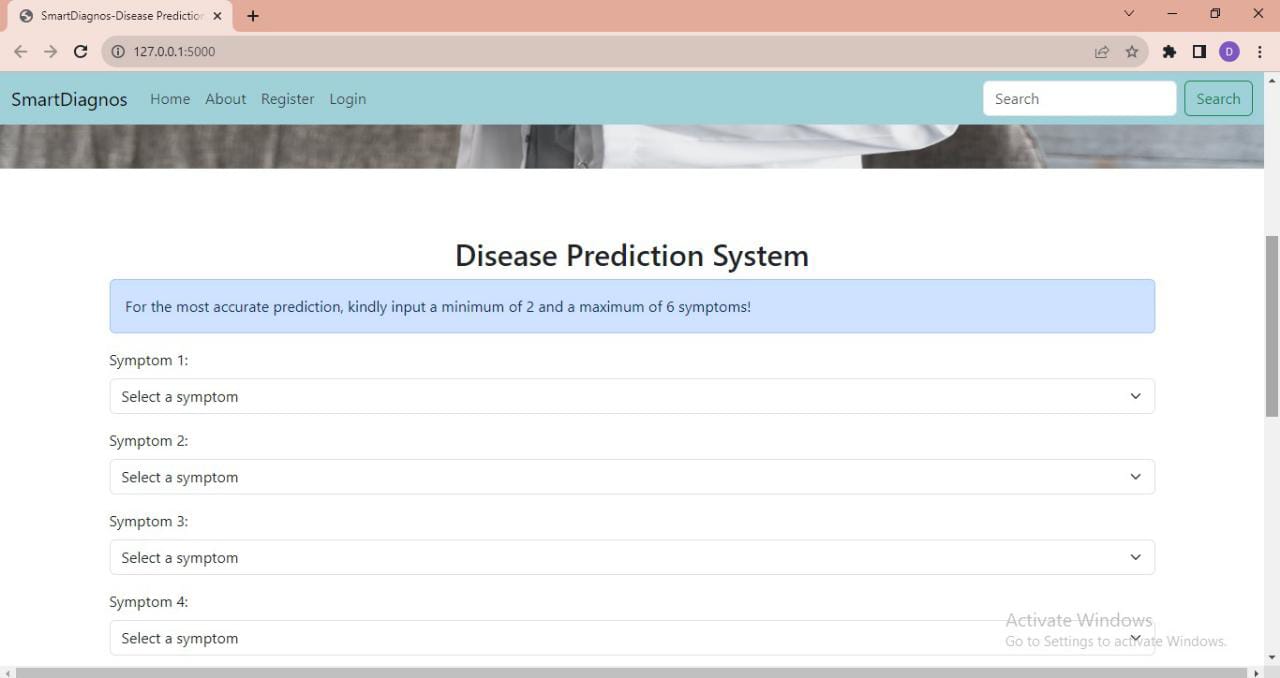 SmartDiagnos-Disease Prediction
127.0.0.1:5000
D
SmartDiagnos Home About Register Login Search Search
Disease Prediction System
For the most accurate prediction, kindly input a minimum of 2 and a maximum of 6 symptoms!
Symptom 1:
Select a symptom
Symptom 2:
Select a symptom
Symptom 3:
Select a symptom
Symptom 4:
Select a symptom
Activate Windows
Go to Settings to activate Windows.